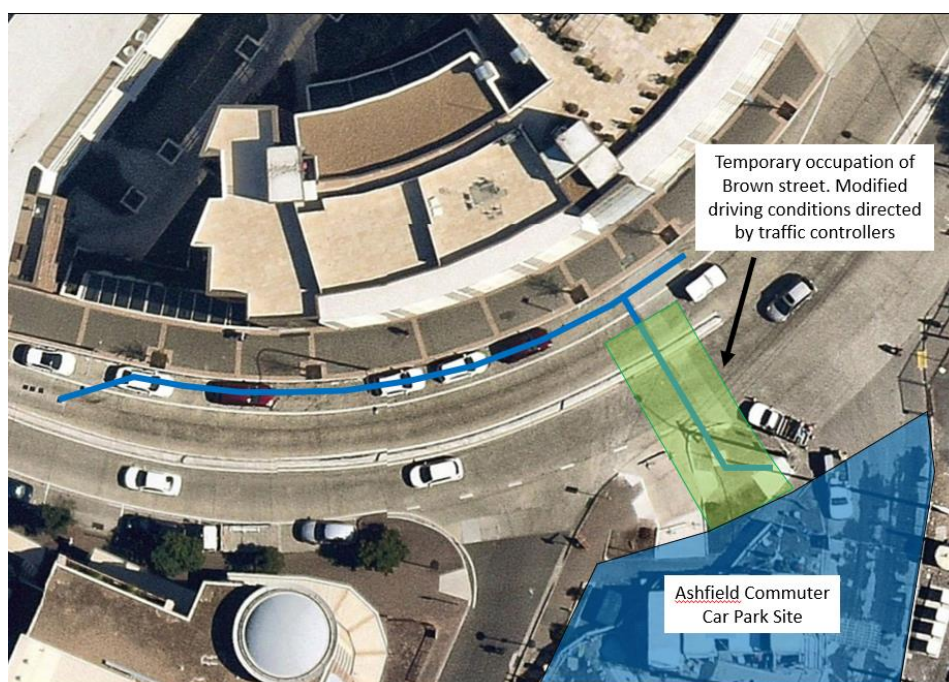 Temporary occupation of
Brown street. Modified
driving conditions directed
by traffic controllers
Ashfield Commuter
Car Park Site